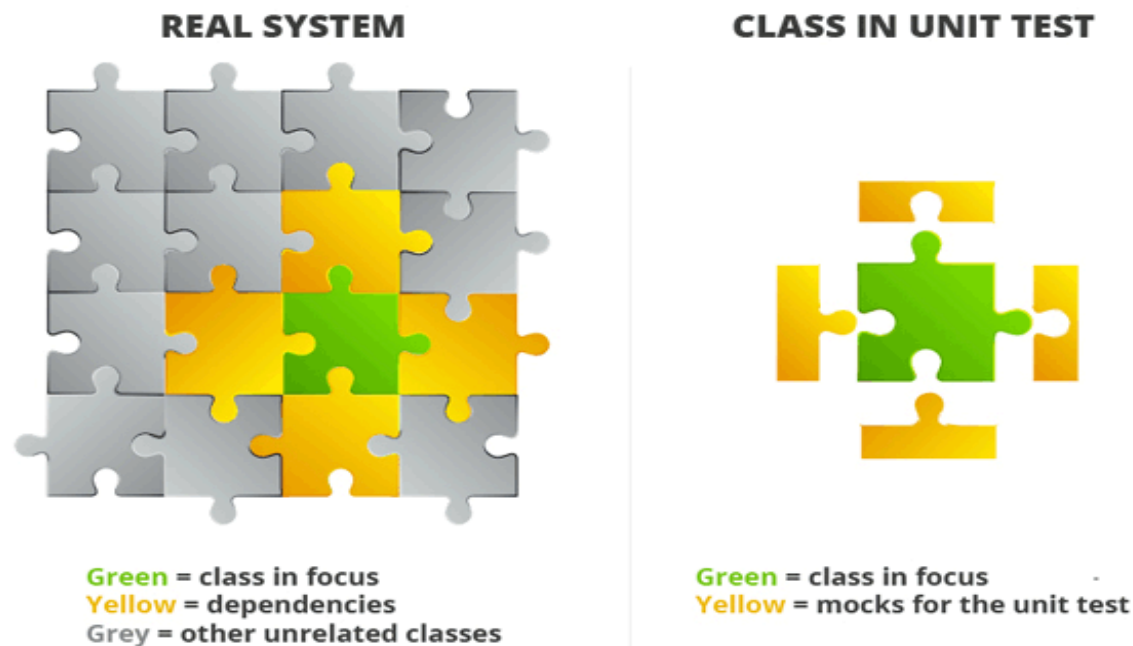 REAL SYSTEM
Green = class in focus
Yellow = dependencies
Grey = other unrelated classes
CLASS IN UNIT TEST
Green = class in focus
Yellow = mocks for the unit test